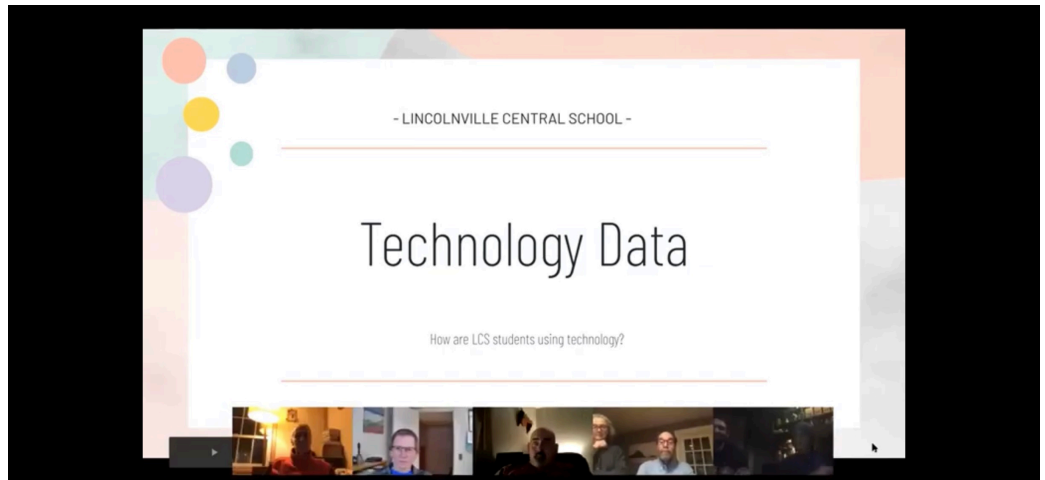 - LINCOLNVILLE CENTRAL SCHOOL -
Technology Data
How are LCS students using technology?